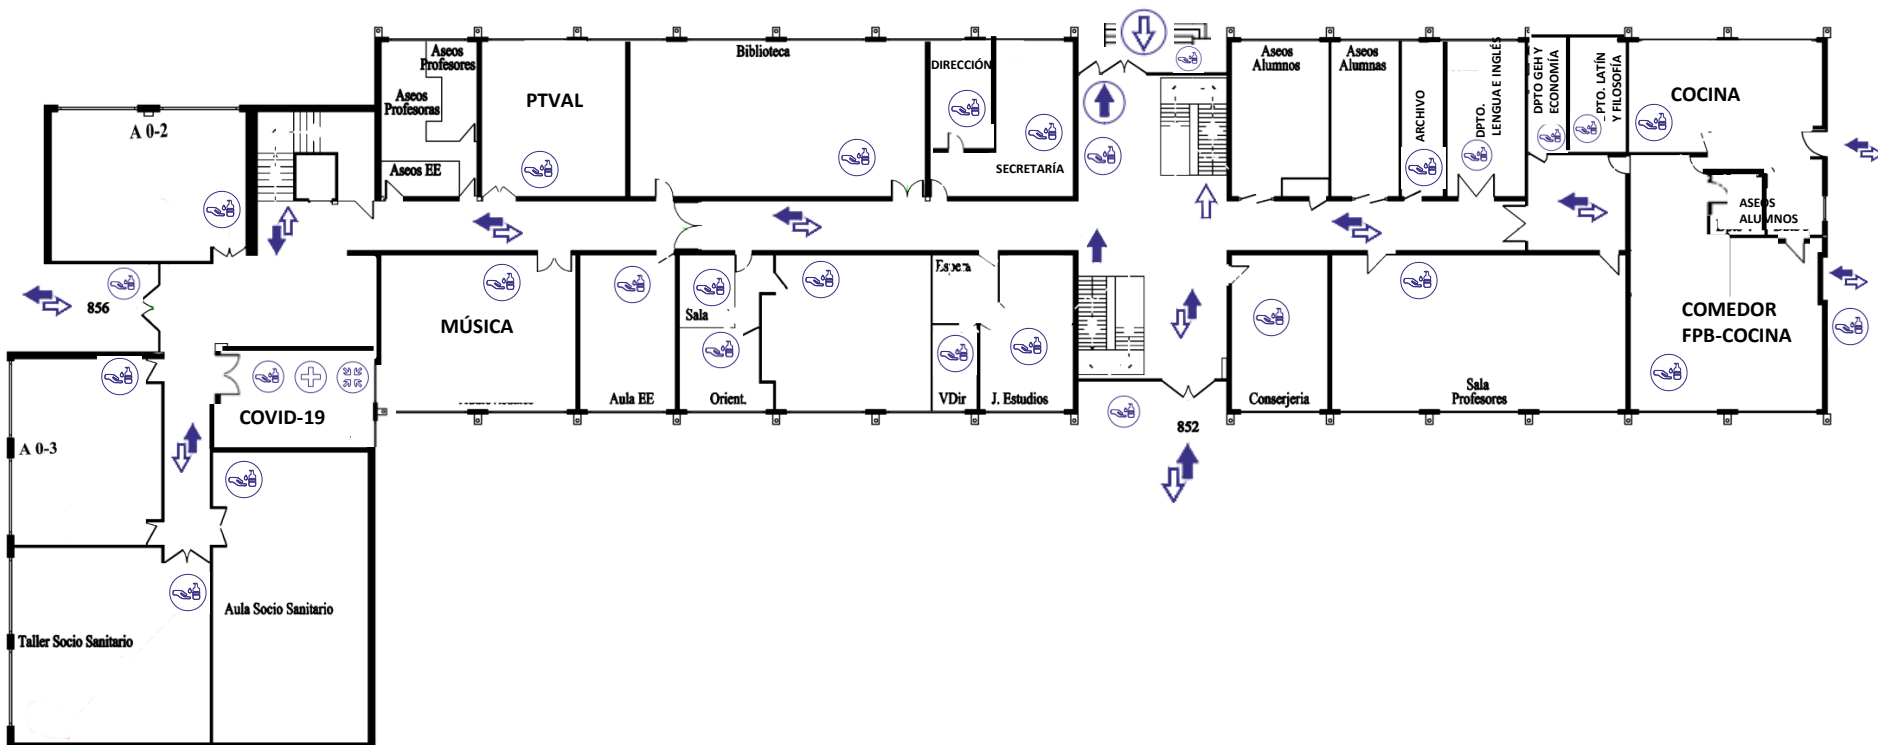 Aseos
Profesores
Aseos
Profesoras
Aseos EE
PTVAL
Biblioteca
DIRECCIÓN
SECRETARÍA
Aseos
Alumnos
Aseos
Alumnas
ARCHIVO
DPTO.
LENGUA E INGLÉS
DPTO GEH Y
ECONOMÍA
PTO. LATÍN
Y FILOSOFÍA
COCINA
ASEOS
ALUMNOS
A 0-2
856
MÚSICA
Aula EE
Sala
Orient.
Espera
VDir
J. Estudios
852
Conserjeria
Sala
Profesores
COMEDOR
FPB-COCINA
COVID-19
A 0-3
Aula Socio Sanitario
Taller Socio Sanitario